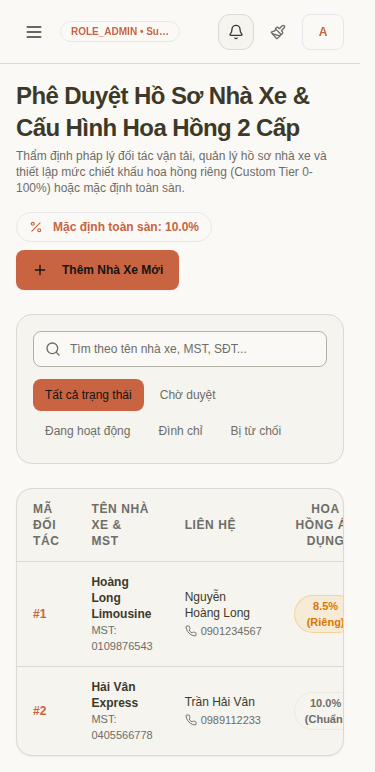 ROLE_ADMIN • Su…
A
Phê Duyệt Hồ Sơ Nhà Xe &
Cấu Hình Hoa Hồng 2 Cấp
Thẩm định pháp lý đối tác vận tải, quản lý hồ sơ nhà xe và
thiết lập mức chiết khấu hoa hồng riêng (Custom Tier 0-
100%) hoặc mặc định toàn sàn.
Mặc định toàn sàn: 10.0%
Thêm Nhà Xe Mới
Tìm theo tên nhà xe, MST, SĐT...
Tất cả trạng thái
Chờ duyệt
Đang hoạt động
Đình chỉ
Bị từ chối
MÃ
ĐỐI
TÁC
TÊN NHÀ
XE &
MST
LIÊN HỆ
HOA
HỒNG Á
DỤNG
#1
Hoàng
Long
Limousine
MST:
0109876543
Nguyễn
Hoàng Long
0901234567
8.5%
(Riêng)
#2
Hải Vân
Express
MST:
0405566778
Trần Hải Vân
0989112233
10.0%
(Chuẩn